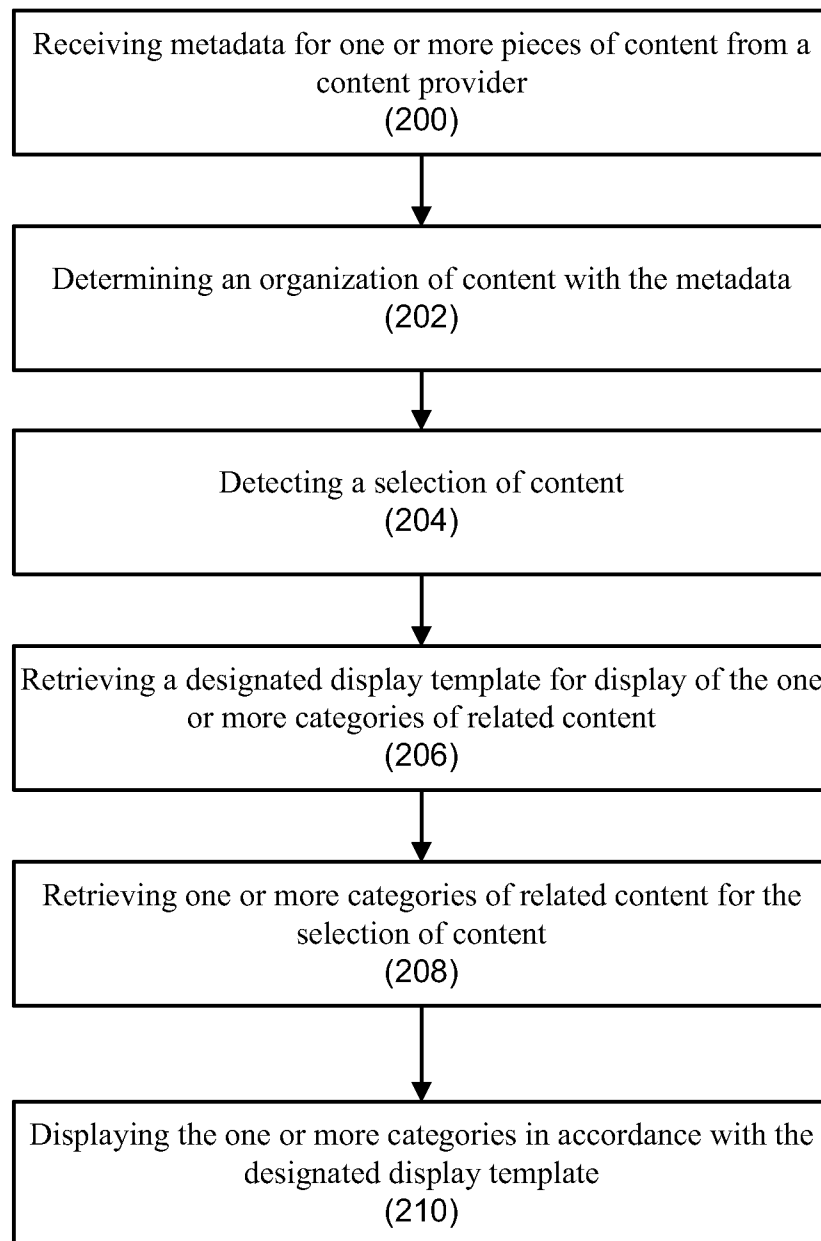 Receiving metadata for one or more pieces of content from a
content provider
(200)
Determining an organization of content with the metadata
(202)
Detecting a selection of content
(204)
Retrieving a designated display template for display of the one
or more categories of related content
(206)
Retrieving one or more categories of related content for the
selection of content
(208)
Displaying the one or more categories in accordance with the
designated display template
(210)